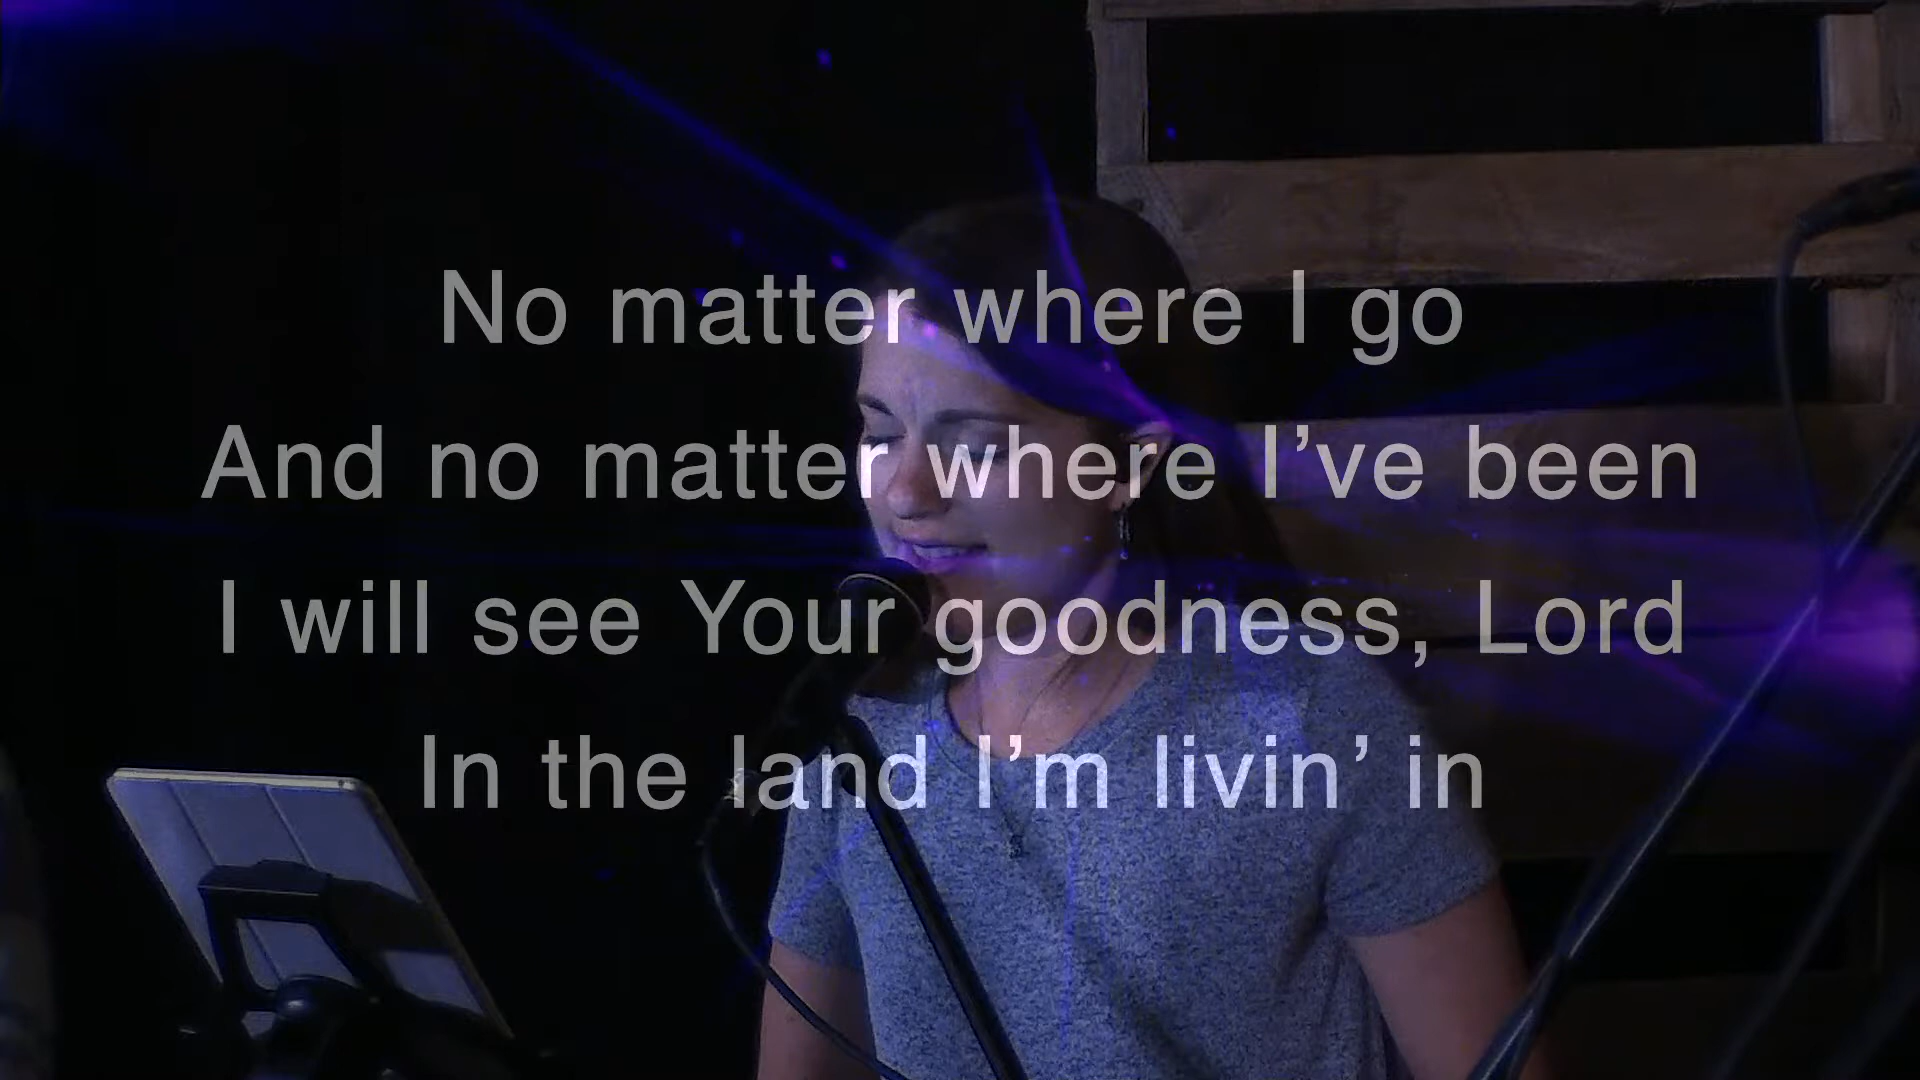 No matter where I go
And no matter where I’ve been
I will see Your goodness, Lord
In the land I’m livin’ in